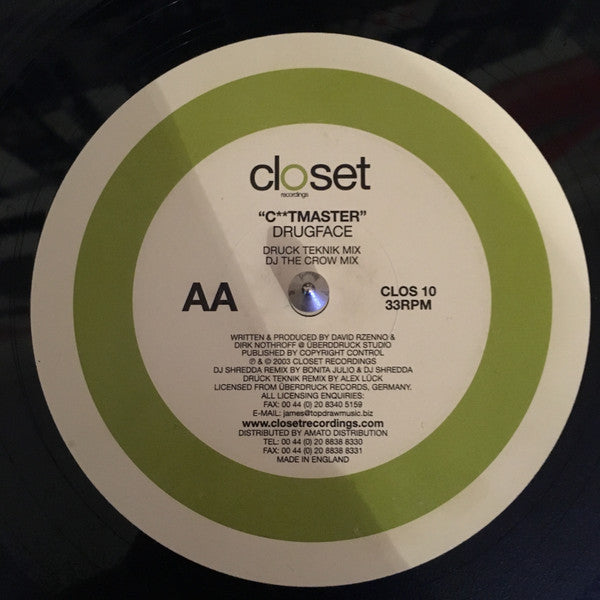 closet
recordings
"C**TMASTER"
DRUGFACE
DRUCK TEKNIK MIX
DJ THE CROW MIX
AA
CLOS 10
33RPM
WRITTEN & PRODUCED BY DAVID RZENNO &
DIRK NOTHROFF @ ÜBERDDRUCK STUDIO
PUBLISHED BY COPYRIGHT CONTROL
℗ & © 2003 CLOSET RECORDINGS
DJ SHREDDA REMIX BY BONITA JULIO & DJ SHREDDA
DRUCK TEKNIK REMIX BY ALEX LÜCK
LICENSED FROM ÜBERDRUCK RECORDS, GERMANY.
ALL LICENSING ENQUIRIES:
FAX: 00 44 (0) 20 8340 5159
E-MAIL: james@topdrawmusic.biz
www.closetrecordings.com
DISTRIBUTED BY AMATO DISTRIBUTION
TEL: 00 44 (0) 20 8838 8330
FAX: 00 44 (0) 20 8838 8331
MADE IN ENGLAND